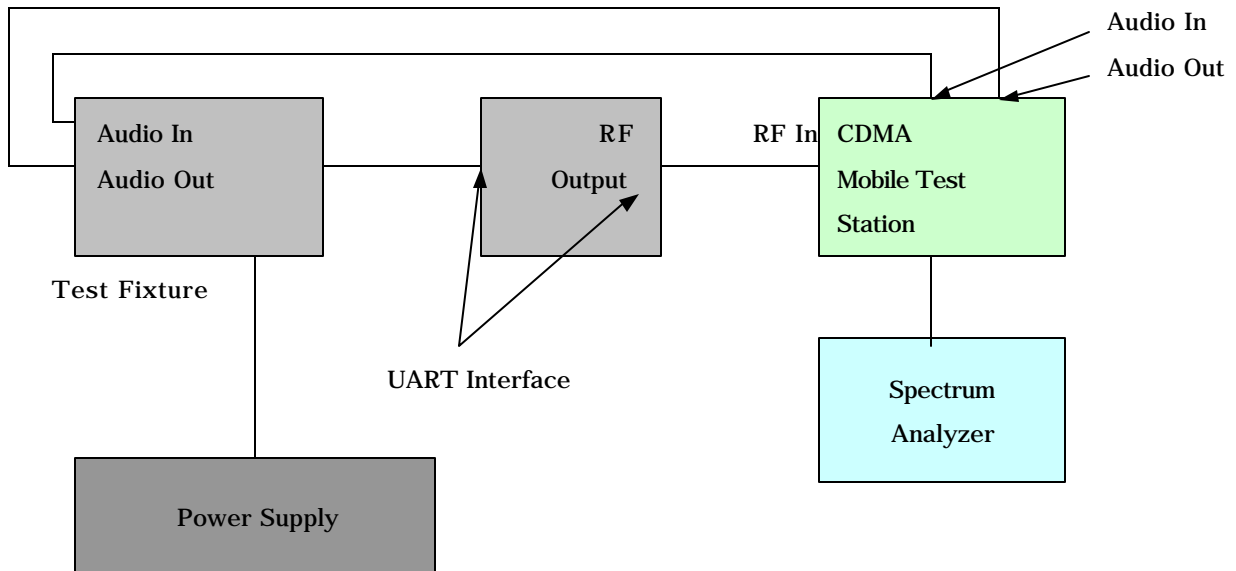 Audio In
Audio Out
Audio In
Audio Out
RF
Output
RF In
CDMA
Mobile Test
Station
Test Fixture
UART Interface
Spectrum
Analyzer
Power Supply